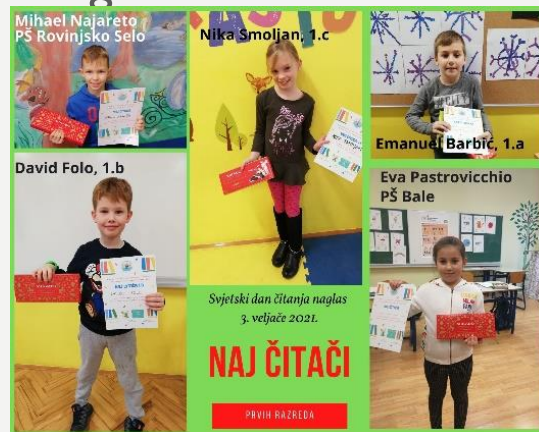 Mihael Najareto
PŠ Rovinjsko Selo
Nika Smoljan, 1.c
Emanuel Barbić, 1.a
David Folo, 1.b
Eva Pastrovicchio
PŠ Bale
Svjetski dan čitanja naglas
3. veljače 2021.
NAJ ČITAČI
PRVIH RAZREDA